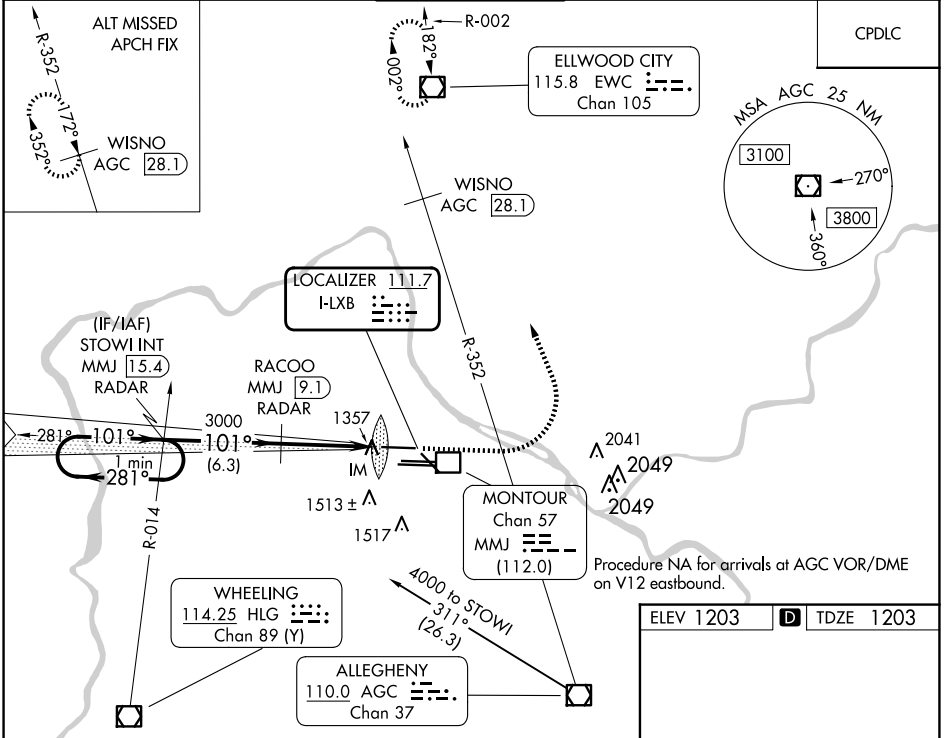 ALT MISSED
APCH FIX
R-352
172°
352°
WISNO
AGC 28.1
R-002
182°
002°
ELLWOOD CITY
115.8 EWC
Chan 105
CPDLC
MSA AGC 25 NM
3100
270°
3800
360°
WISNO
AGC 28.1
LOCALIZER 111.7
I-LXB
(IF/IAF)
STOWI INT
MMJ 15.4
RADAR
RACOO
MMJ 9.1
RADAR
R-352
3000
1357
281°
101°
101°
(6.3)
1 min
281°
IM
2041
2049
2049
1513 ±
1517
MONTOUR
Chan 57
MMJ
(112.0)
R-014
Procedure NA for arrivals at AGC VOR/DME
on V12 eastbound.
WHEELING
114.25 HLG
Chan 89 (Y)
4000 to STOWI
311°
(26.3)
ELEV 1203 D TDZE 1203
ALLEGHENY
110.0 AGC
Chan 37